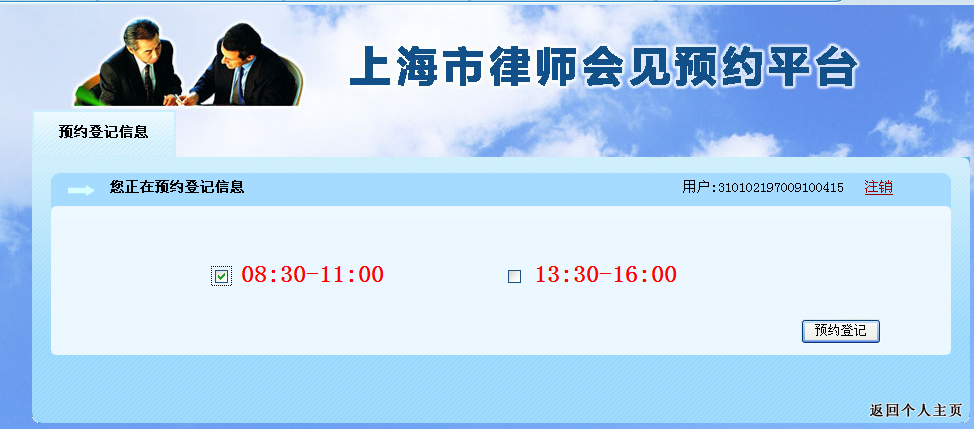 上海市律师会见预约平台
预约登记信息
您正在预约登记信息 用户:310102197009100415 注销
08:30-11:00 13:30-16:00
预约登记
返回个人主页